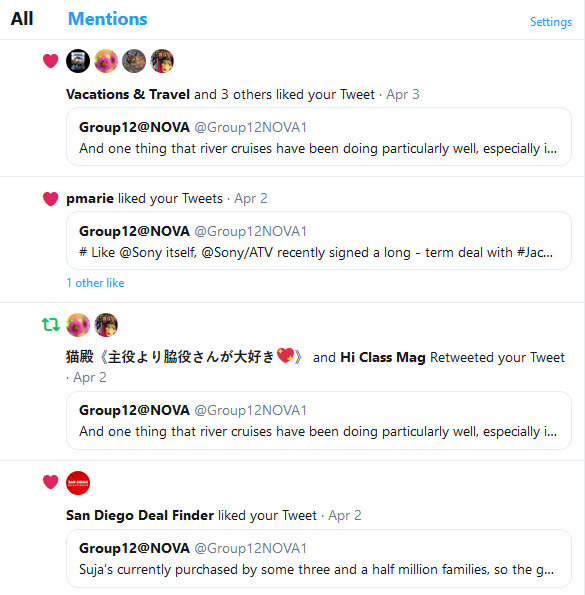 All Mentions Settings
Vacations & Travel and 3 others liked your Tweet · Apr 3
Group12@NOVA @Group12NOVA1
And one thing that river cruises have been doing particularly well, especially i...
pmarie liked your Tweets · Apr 2
Group12@NOVA @Group12NOVA1
# Like @Sony itself, @Sony/ATV recently signed a long - term deal with #Jac...
1 other like
猫殿《主役より脇役さんが大好き💖》 and Hi Class Mag Retweeted your Tweet
· Apr 2
Group12@NOVA @Group12NOVA1
And one thing that river cruises have been doing particularly well, especially i...
SAN DIEGO
San Diego Deal Finder liked your Tweet · Apr 2
Group12@NOVA @Group12NOVA1
Suja’s currently purchased by some three and a half million families, so the g...